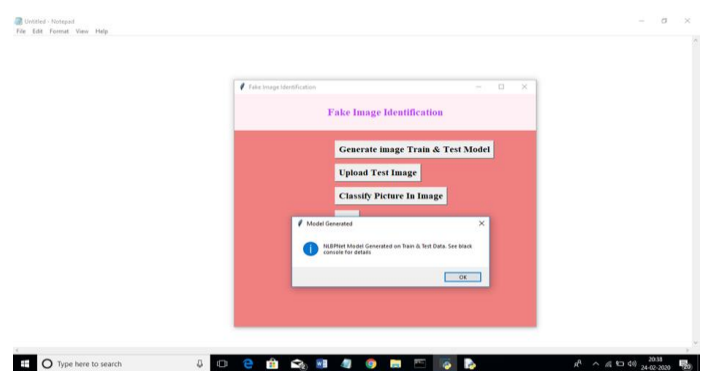 Untitled - Notepad
File Edit Format View Help
Fake Image Identification
Fake Image Identification
Generate image Train & Test Model
Upload Test Image
Classify Picture In Image
Model Generated
NLBPNet Model Generated on Train & Test Data. See black
console for details
OK
Type here to search
20:38
24-02-2020